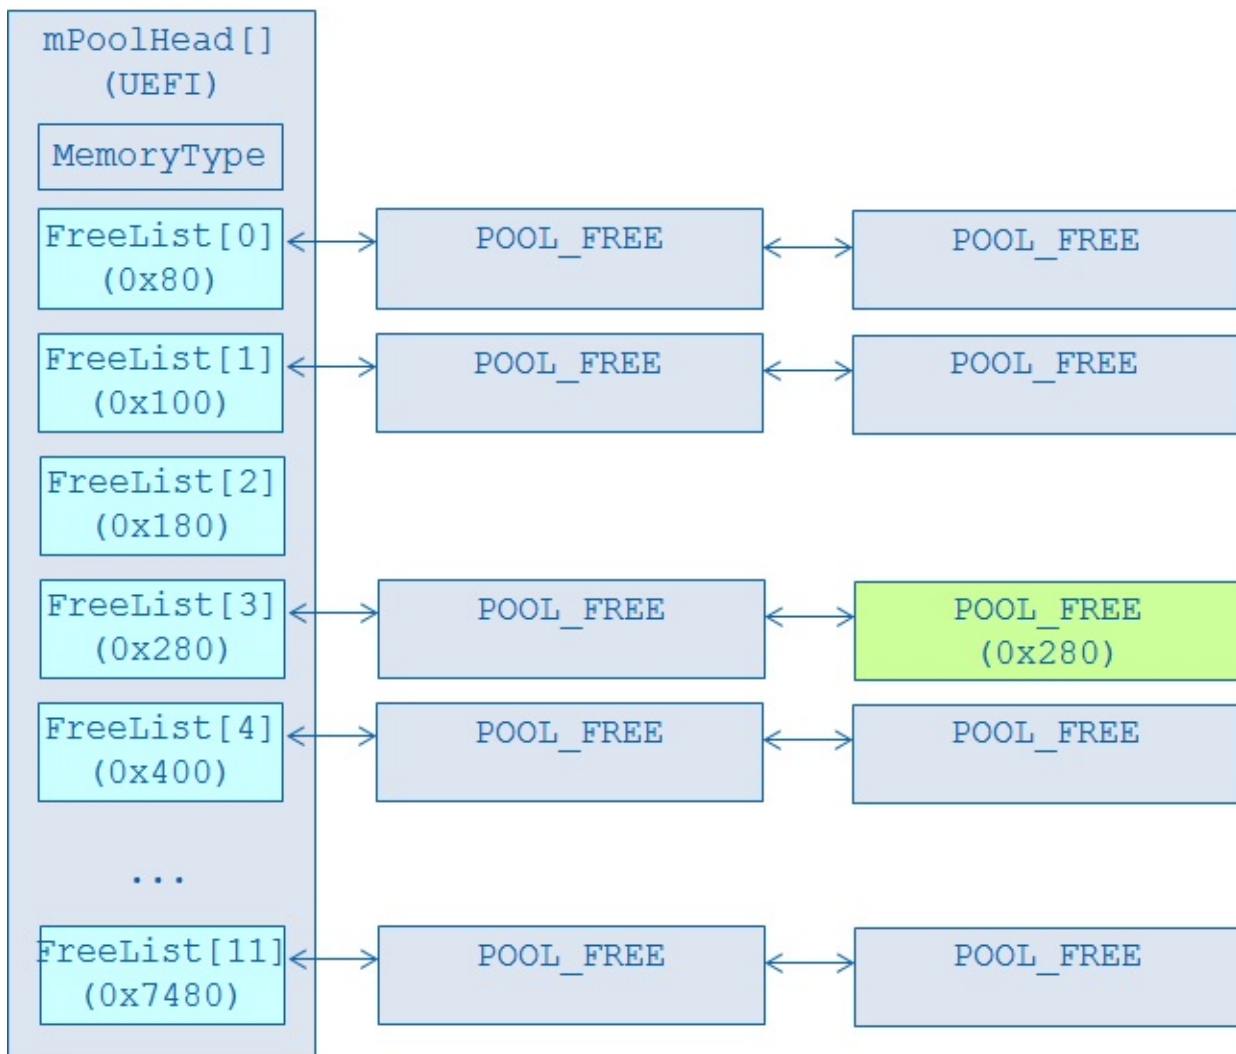 mPoolHead[]
(UEFI)
MemoryType
FreeList[0]
(0x80)
POOL_FREE
POOL_FREE
FreeList[1]
(0x100)
POOL_FREE
POOL_FREE
FreeList[2]
(0x180)
FreeList[3]
(0x280)
POOL_FREE
POOL_FREE
(0x280)
FreeList[4]
(0x400)
POOL_FREE
POOL_FREE
...
FreeList[11]
(0x7480)
POOL_FREE
POOL_FREE